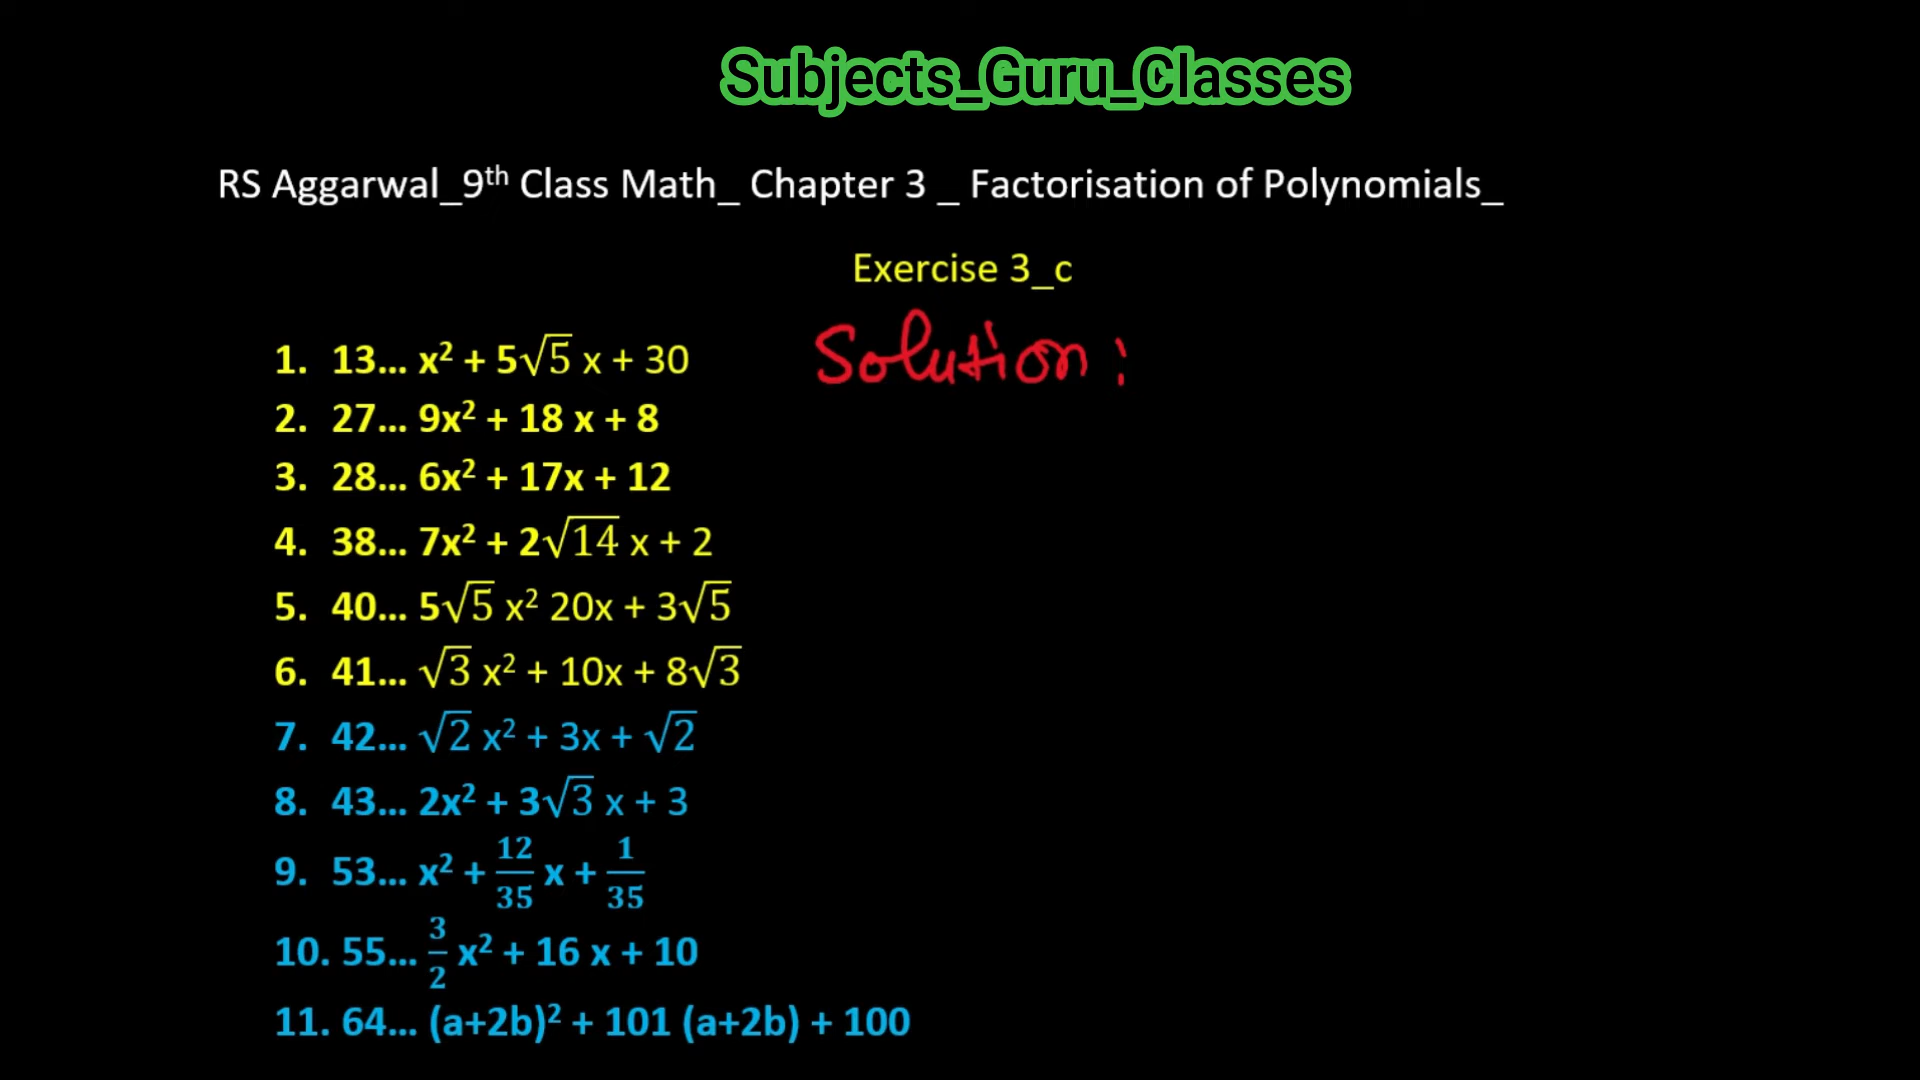 Subjects_Guru_Classes
RS Aggarwal_9th Class Math_ Chapter 3 _ Factorisation of Polynomials_
Exercise 3_c
Solution :
1. 13... x² + 5√5 x + 30
2. 27... 9x² + 18 x + 8
3. 28... 6x² + 17x + 12
4. 38... 7x² + 2√14 x + 2
5. 40... 5√5 x² 20x + 3√5
6. 41... √3 x² + 10x + 8√3
7. 42... √2 x² + 3x + √2
8. 43... 2x² + 3√3 x + 3
9. 53... x² + 12/35 x + 1/35
10. 55... 3/2 x² + 16 x + 10
11. 64... (a+2b)² + 101 (a+2b) + 100